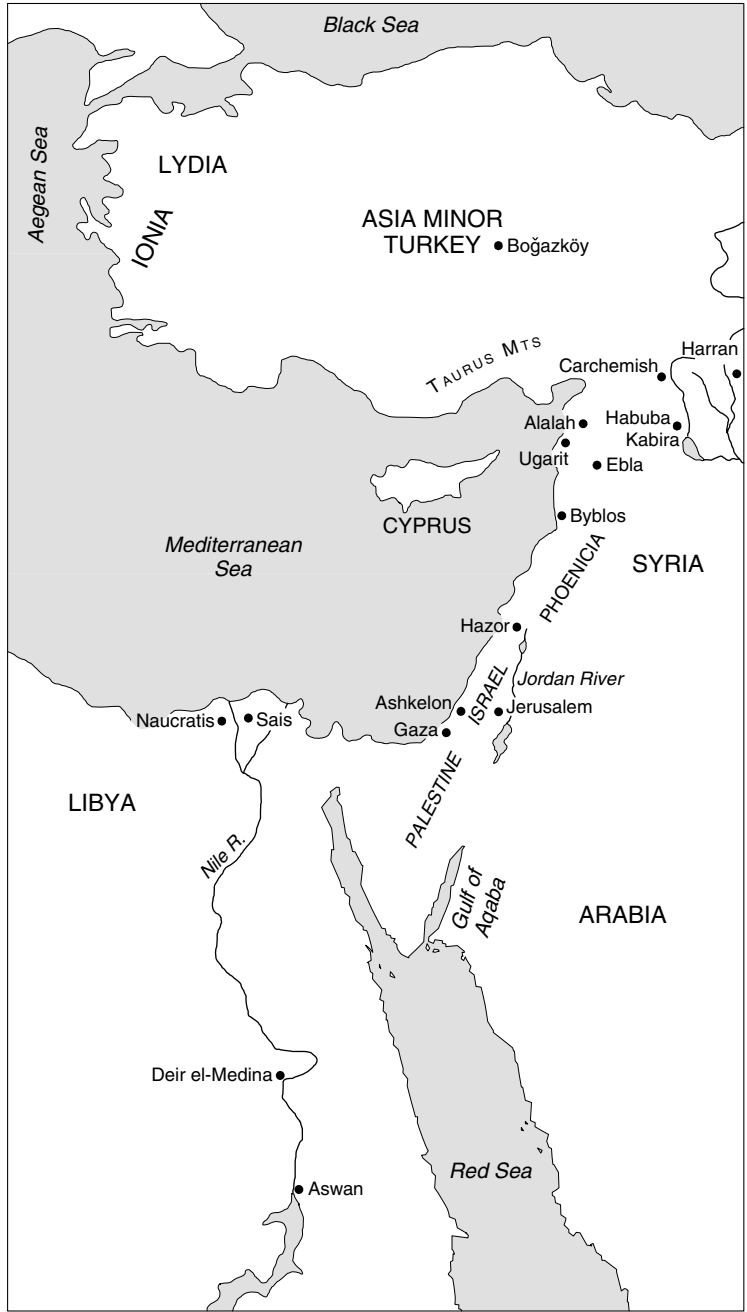 Black Sea
Aegean Sea
LYDIA
IONIA
ASIA MINOR
TURKEY
Boğazköy
TAURUS MTS
Harran
Carchemish
Alalah
Habuba
Kabira
Ugarit
Ebla
CYPRUS
Byblos
Mediterranean
Sea
PHOENICIA
SYRIA
Hazor
ISRAEL
Jordan River
Ashkelon
Jerusalem
Naucratis
Sais
Gaza
PALESTINE
LIBYA
Nile R.
Gulf of
Aqaba
ARABIA
Deir el-Medina
Red Sea
Aswan